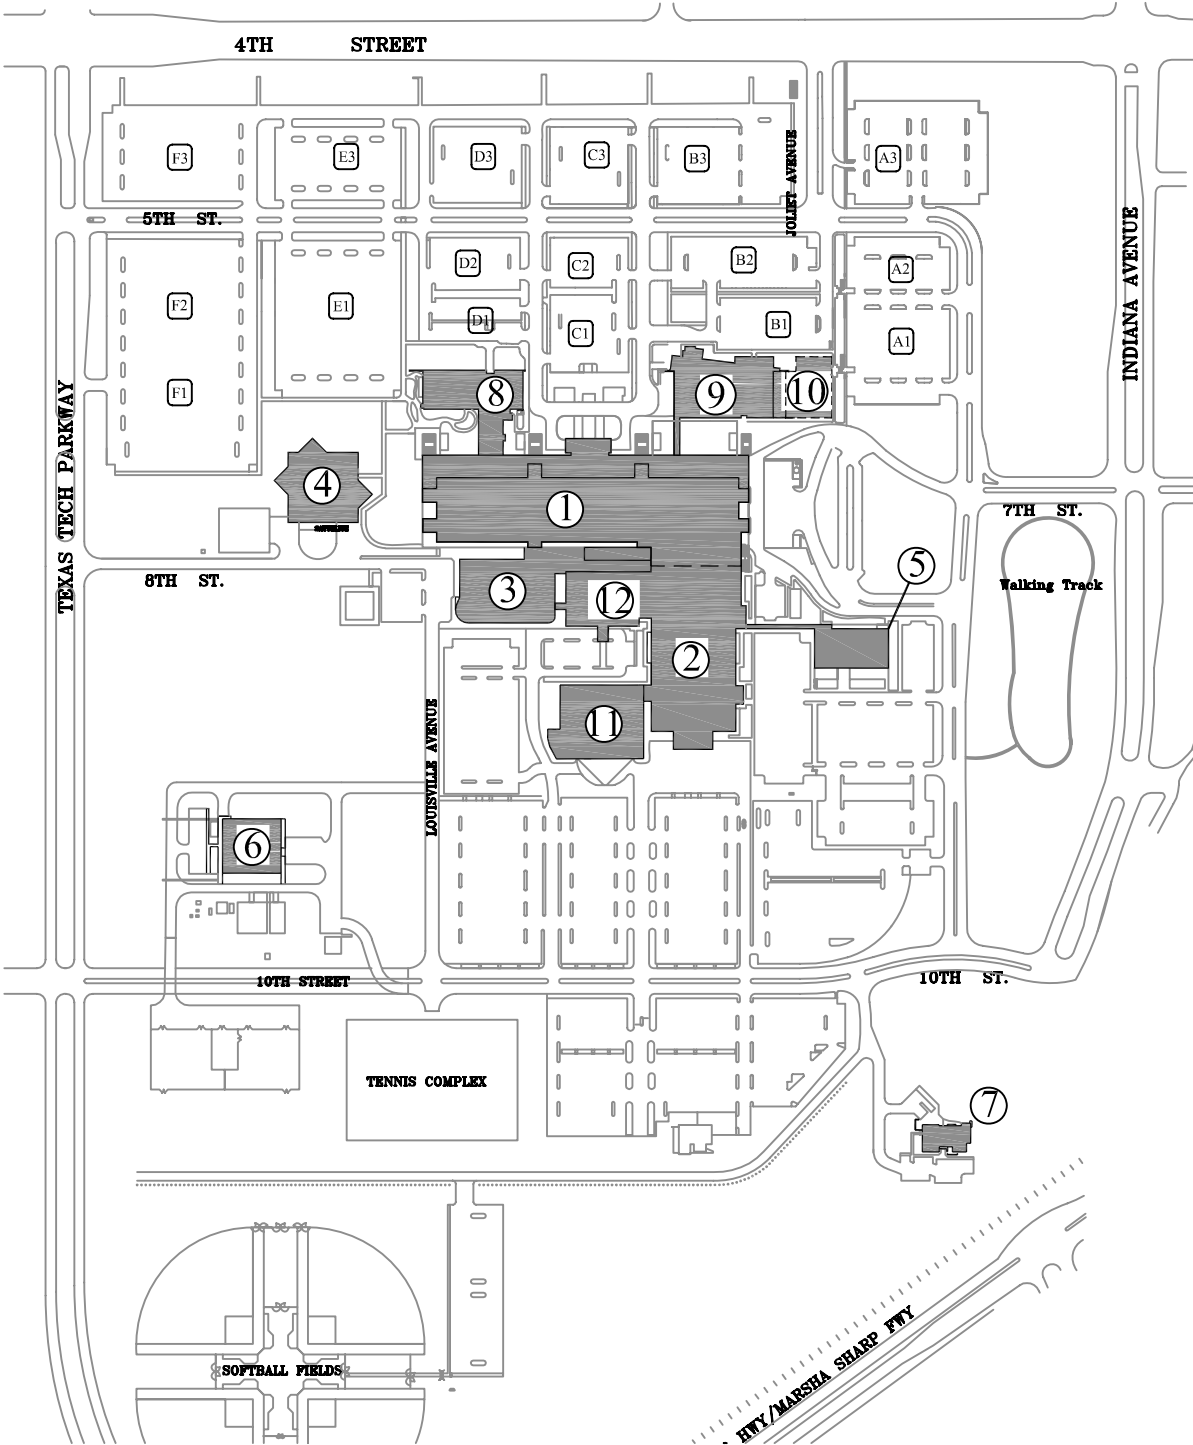 4TH STREET
F3
E3
D3
C3
B3
A3
JOLIET AVENUE
5TH ST.
INDIANA AVENUE
D2
C2
B2
A2
F2
E1
D1
C1
B1
A1
F1
8
9
10
TEXAS TECH PARKWAY
4
1
7TH ST.
8TH ST.
3
12
5
Walking Track
2
11
LOUISVILLE AVENUE
6
10TH STREET
10TH ST.
TENNIS COMPLEX
7
SOFTBALL FIELDS
HWY/MARSHA SHARP FWY